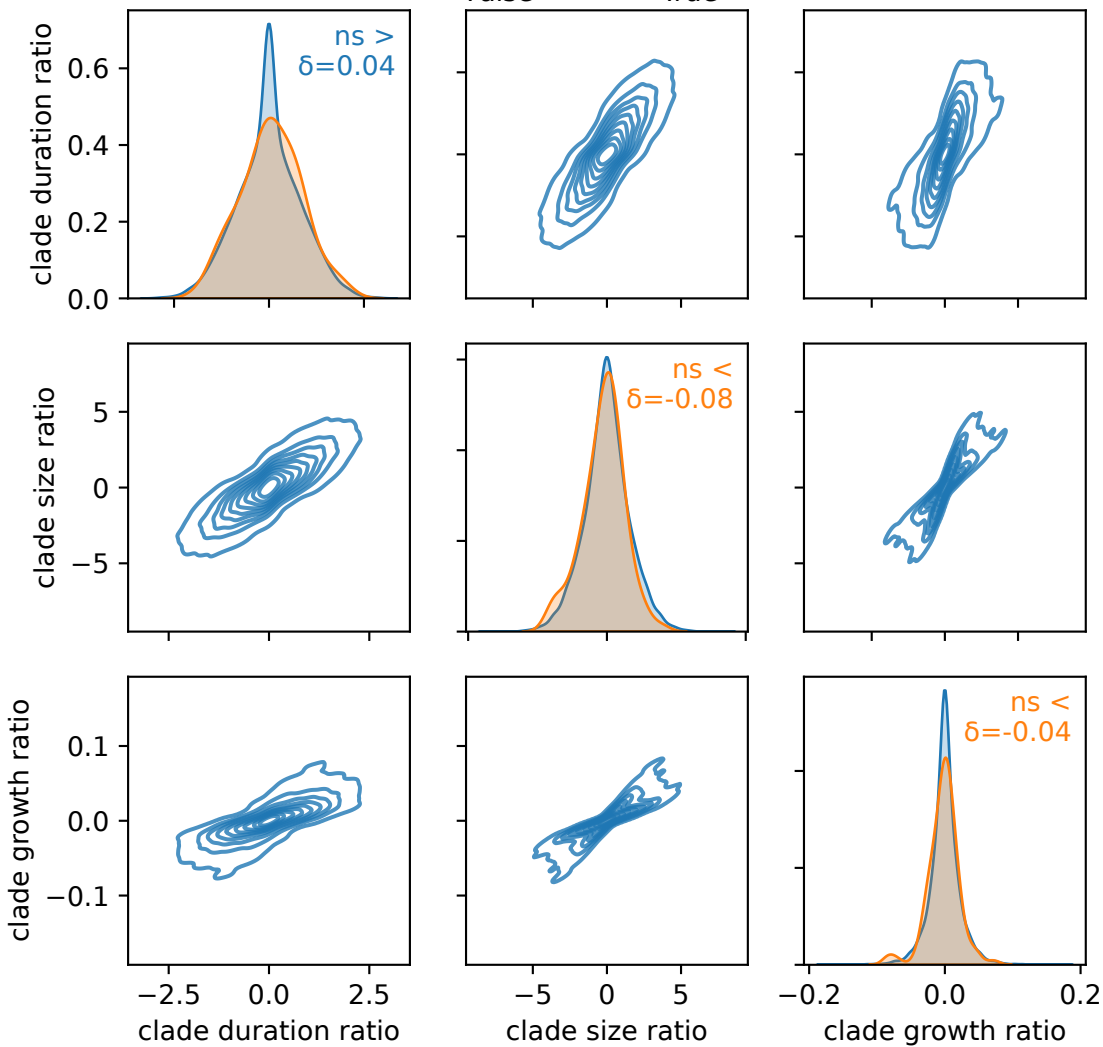 clade duration ratio
0.6
0.4
0.2
0.0
ns >
δ=0.04
clade size ratio
5
0
−5
ns <
δ=-0.08
clade growth ratio
0.1
0.0
−0.1
ns <
δ=-0.04
−2.5 0.0 2.5
clade duration ratio
−5 0 5
clade size ratio
−0.2 0.0 0.2
clade growth ratio